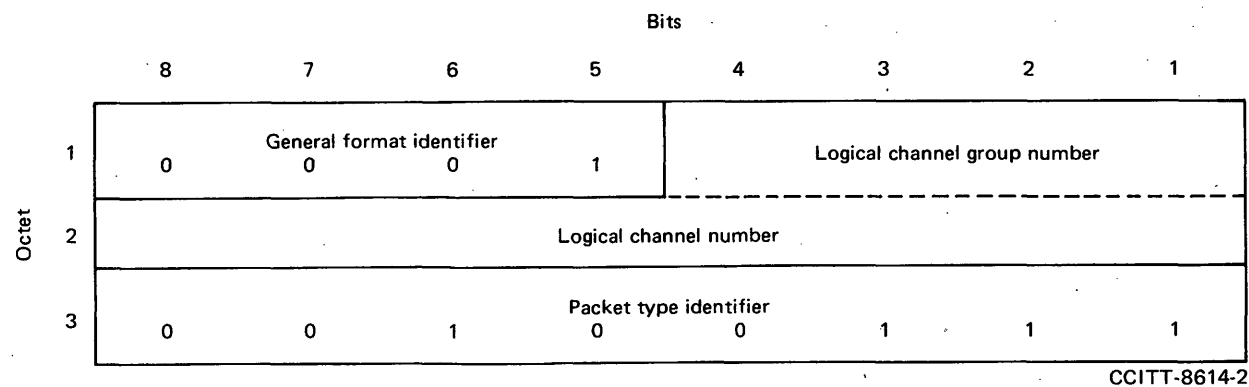 Bits
8 7 6 5 4 3 2 1
Octet
1
General format identifier
0 0 0 1
Logical channel group number
2
Logical channel number
3
Packet type identifier
0 0 1 0 0 1 1 1
CCITT-8614-2